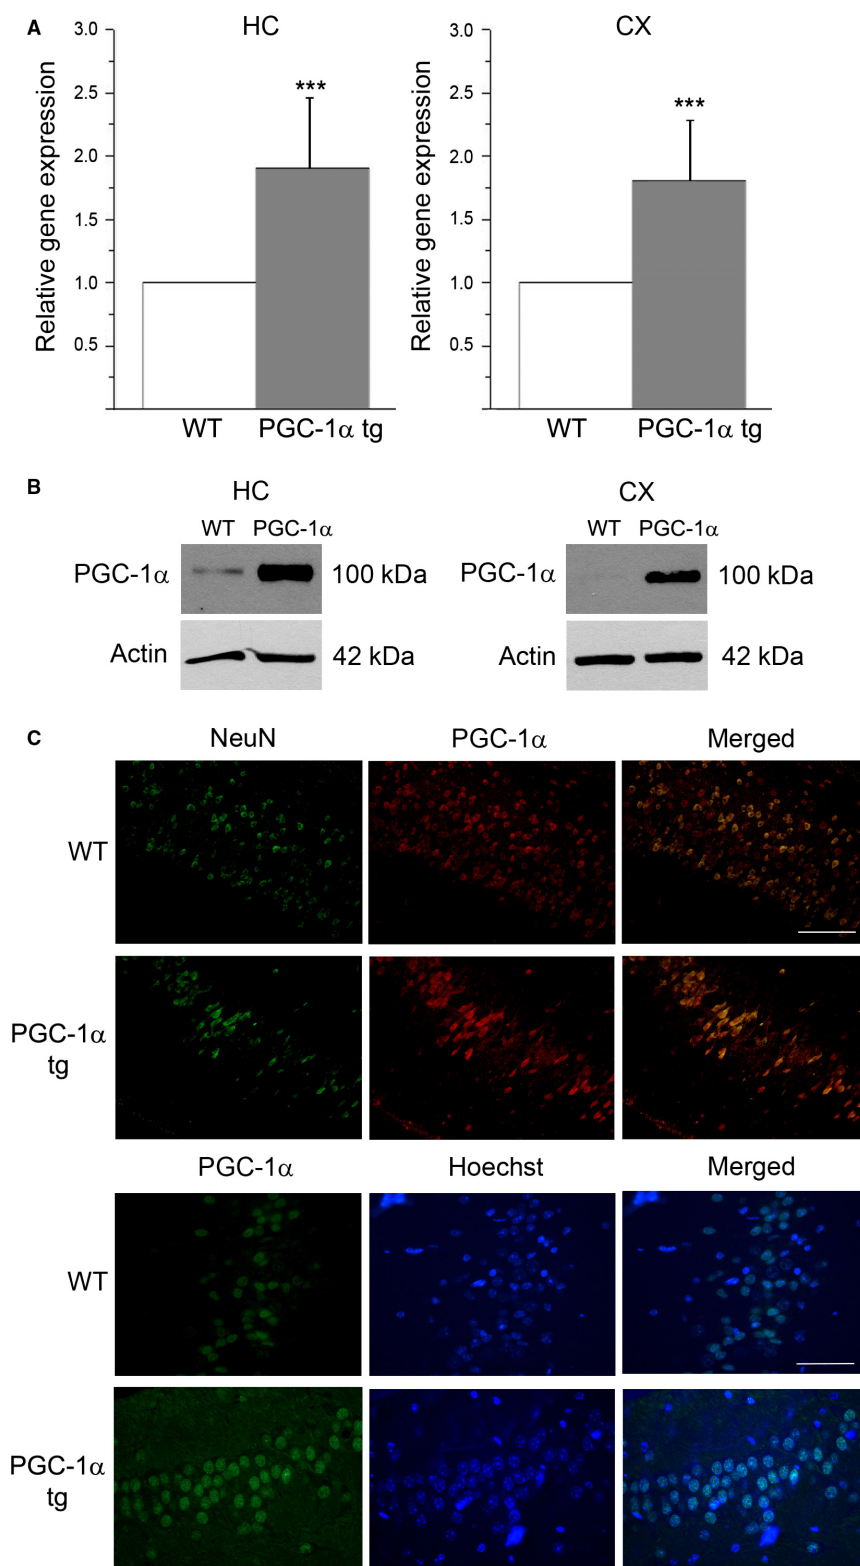 A
HC
CX
3.0
2.5
2.0
1.5
1.0
0.5
Relative gene expression
***
WT PGC-1α tg
3.0
2.5
2.0
1.5
1.0
0.5
Relative gene expression
***
WT PGC-1α tg
B
HC
CX
WT PGC-1α
WT PGC-1α
PGC-1α 100 kDa
PGC-1α 100 kDa
Actin 42 kDa
Actin 42 kDa
C
NeuN PGC-1α Merged
WT
PGC-1α
tg
PGC-1α Hoechst Merged
WT
PGC-1α
tg